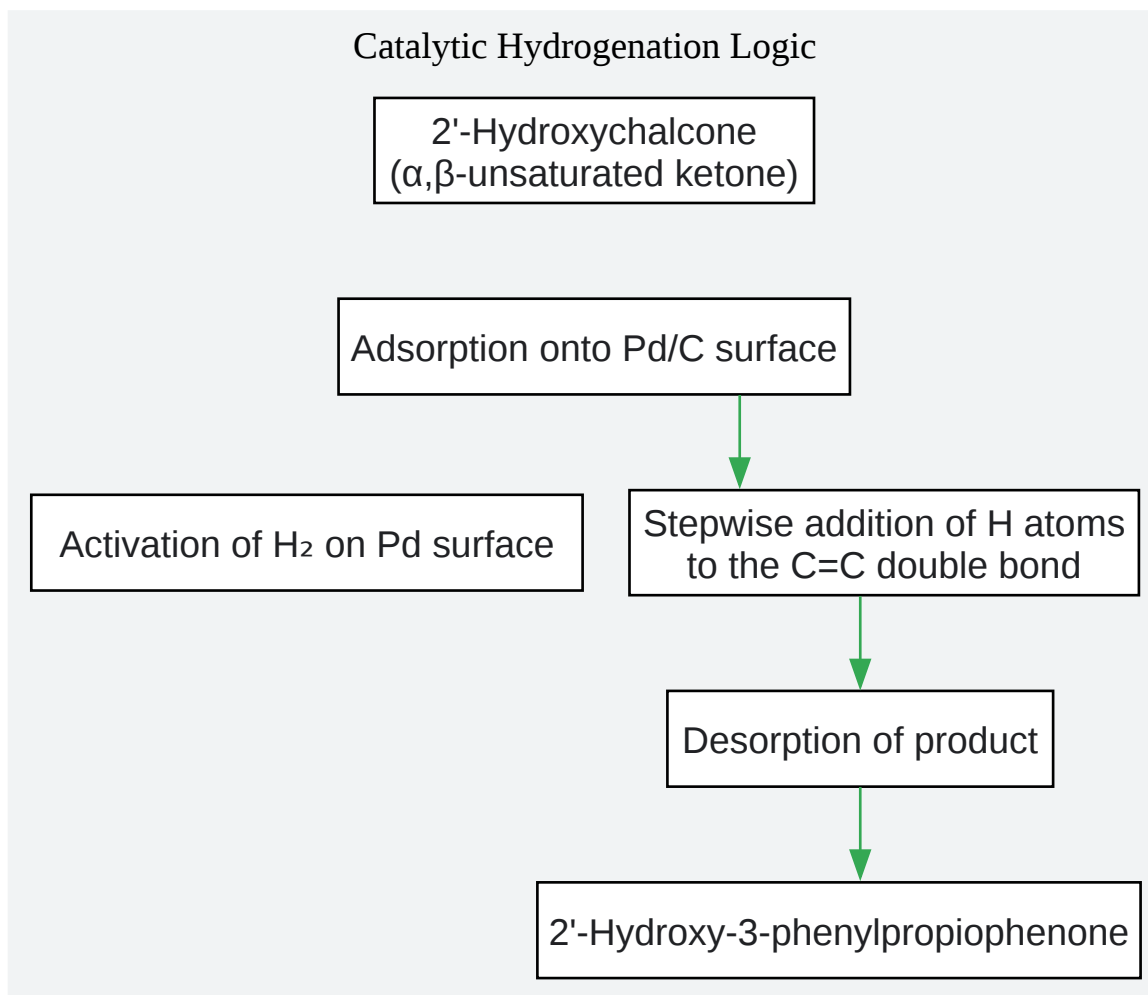 Catalytic Hydrogenation Logic
2'-Hydroxychalcone
(α,β-unsaturated ketone)
Adsorption onto Pd/C surface
Activation of H₂ on Pd surface
Stepwise addition of H atoms
to the C=C double bond
Desorption of product
2'-Hydroxy-3-phenylpropiophenone